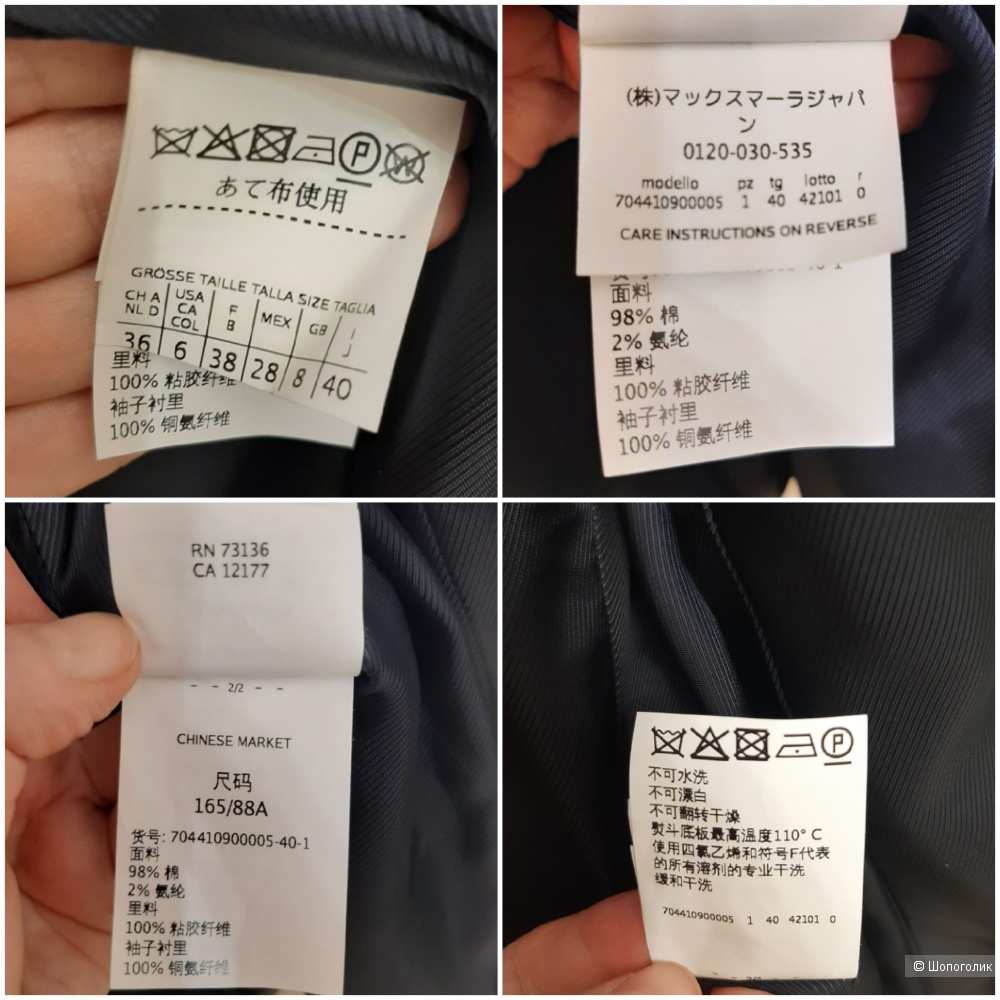 P W
あて布使用
GRÖSSE TAILLE TALLA SIZE TAGLIA
CH A USA F MEX GB I
NL D CA B J
COL
36 6 38 28 8 40
里料
100% 粘胶纤维
袖子衬里
100% 铜氨纤维
(株)マックスマーラジャパ
ン
0120-030-535
modello pz tg lotto r
704410900005 1 40 42101 0
CARE INSTRUCTIONS ON REVERSE
面料
98% 棉
2% 氨纶
里料
100% 粘胶纤维
袖子衬里
100% 铜氨纤维
RN 73136
CA 12177
- - 2/2 - -
CHINESE MARKET
尺码
165/88A
货号: 704410900005-40-1
面料
98% 棉
2% 氨纶
里料
100% 粘胶纤维
袖子衬里
100% 铜氨纤维
P
不可水洗
不可漂白
不可翻转干燥
熨斗底板最高温度110° C
使用四氯乙烯和符号F代表
的所有溶剂的专业干洗
缓和干洗
704410900005 1 40 42101 0
© Шопоголик